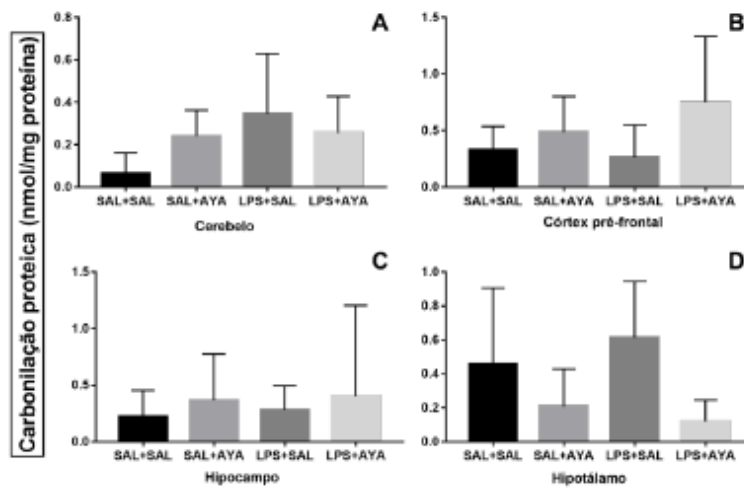 Carbonilação proteica (nmol/mg proteína)
A
0.8
0.6
0.4
0.2
0.0
SAL+SAL SAL+AYA LPS+SAL LPS+AYA
Cerebelo
B
1.5
1.0
0.5
0.0
SAL+SAL SAL+AYA LPS+SAL LPS+AYA
Córtex pré-frontal
C
1.5
1.0
0.5
0.0
SAL+SAL SAL+AYA LPS+SAL LPS+AYA
Hipocampo
D
1.0
0.8
0.6
0.4
0.2
0.0
SAL+SAL SAL+AYA LPS+SAL LPS+AYA
Hipotálamo